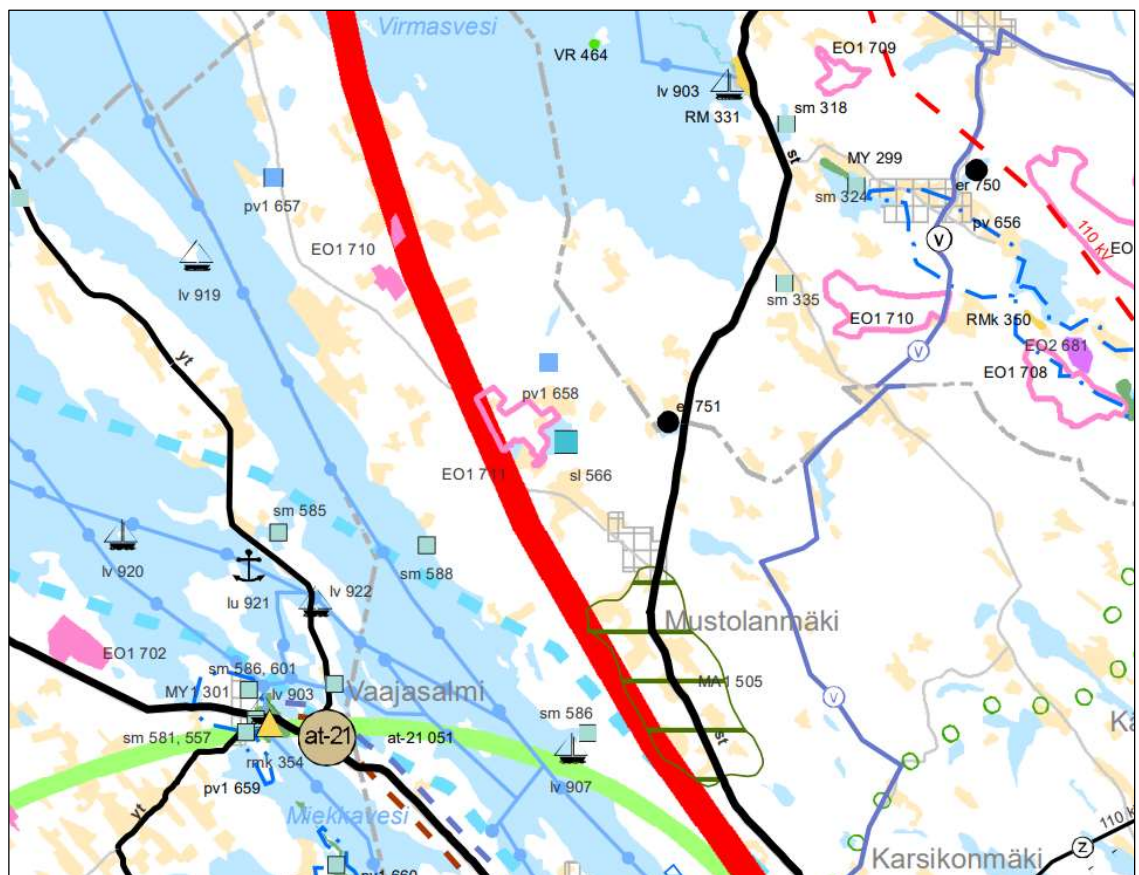 Virmasvesi
VR 464
EO1 709
lv 903
RM 331
sm 318
st
MY 299
sm 324
er 750
pv1 657
pv 656
V
110 kV
EO1 710
EO
lv 919
sm 335
EO1 710
RMk 350
V
EO2 681
yt
EO1 708
pv1 658
er 751
EO1 711
sl 566
sm 585
lv 920
sm 588
lu 921
lv 922
Mustolanmäki
EO1 702
sm 586, 601
MA1 505
MY1 301
lv 903
Vaajasalmi
V
sm 586
sm 581, 557
at-21
at-21 051
st
rmk 354
pv1 659
lv 907
yt
Miekkavesi
110 k
Z
Karsikonmäki
pv1 660